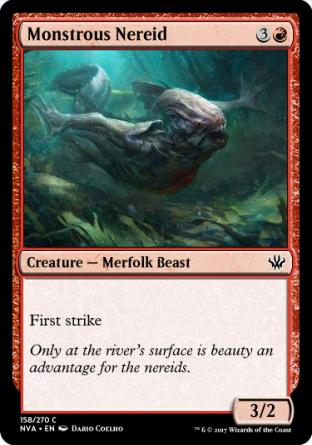 Monstrous Nereid 3
Creature — Merfolk Beast
First strike
Only at the river's surface is beauty an
advantage for the nereids.
3/2
158/270 C
NVA • EN DARIO COELHO
™ & © 2017 Wizards of the Coast